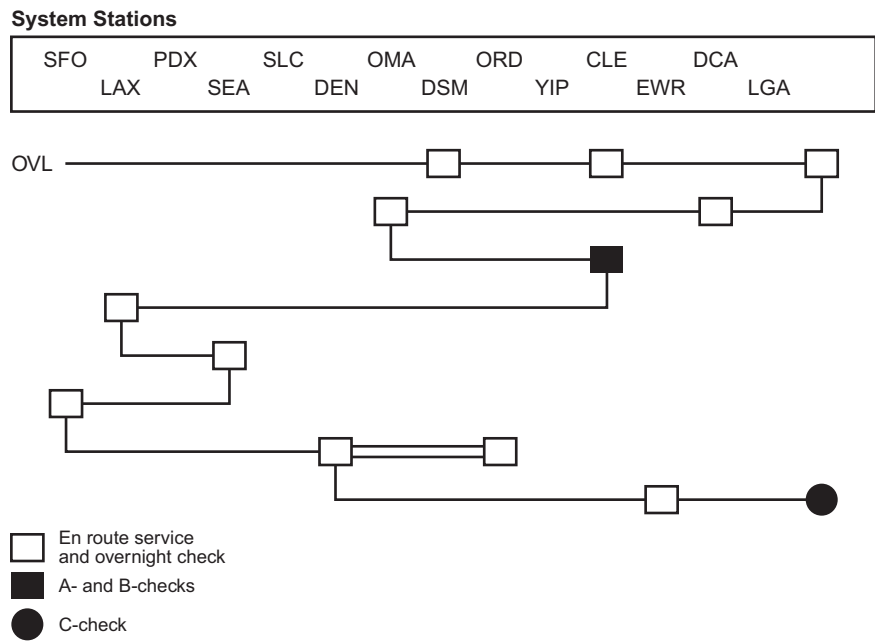 System Stations
SFO PDX SLC OMA ORD CLE DCA
LAX SEA DEN DSM YIP EWR LGA
OVL
En route service
and overnight check
A- and B-checks
C-check